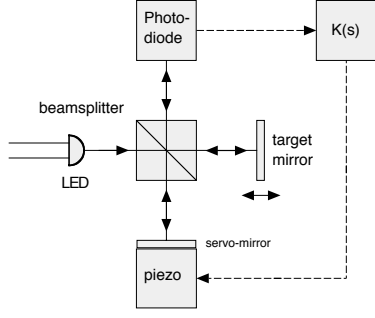 Photo-
diode
K(s)
beamsplitter
LED
target
mirror
servo-mirror
piezo